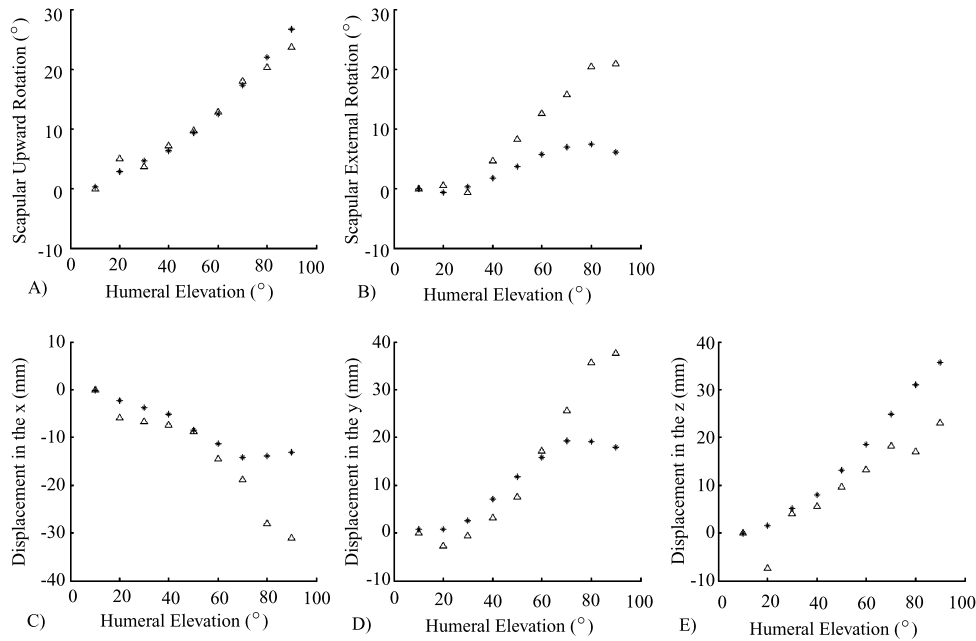 Scapular Upward Rotation (°)
30
20
10
0
-10
0 20 40 60 80 100
A)
Humeral Elevation (°)
Scapular External Rotation (°)
30
20
10
0
-10
0 20 40 60 80 100
B)
Humeral Elevation (°)
Displacement in the x (mm)
10
0
-10
-20
-30
-40
0 20 40 60 80 100
C)
Humeral Elevation (°)
Displacement in the y (mm)
40
30
20
10
0
-10
0 20 40 60 80 100
D)
Humeral Elevation (°)
Displacement in the z (mm)
40
30
20
10
0
-10
0 20 40 60 80 100
E)
Humeral Elevation (°)